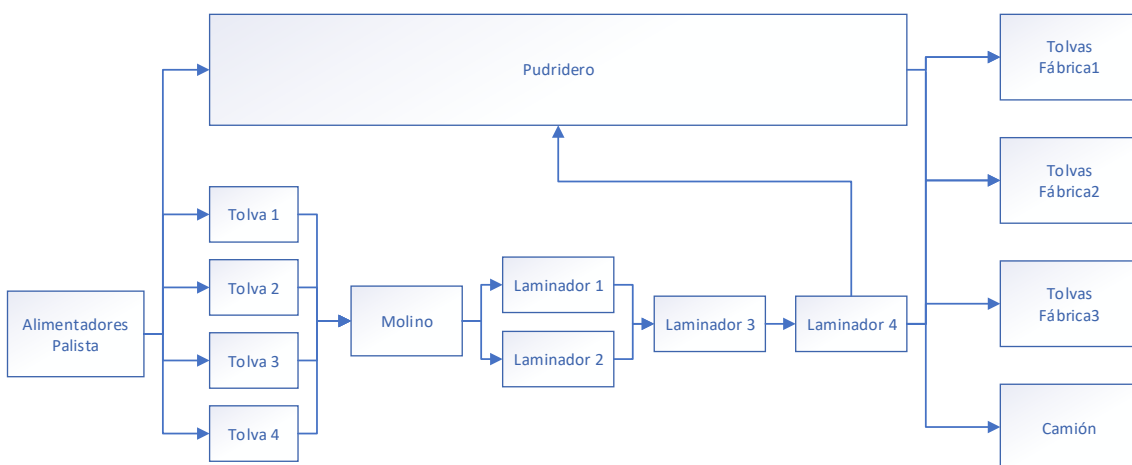 Pudridero
Tolvas
Fábrica1
Tolvas
Fábrica2
Tolva 1
Tolva 2
Tolva 3
Tolva 4
Alimentadores
Palista
Molino
Laminador 1
Laminador 2
Laminador 3
Laminador 4
Tolvas
Fábrica3
Camión